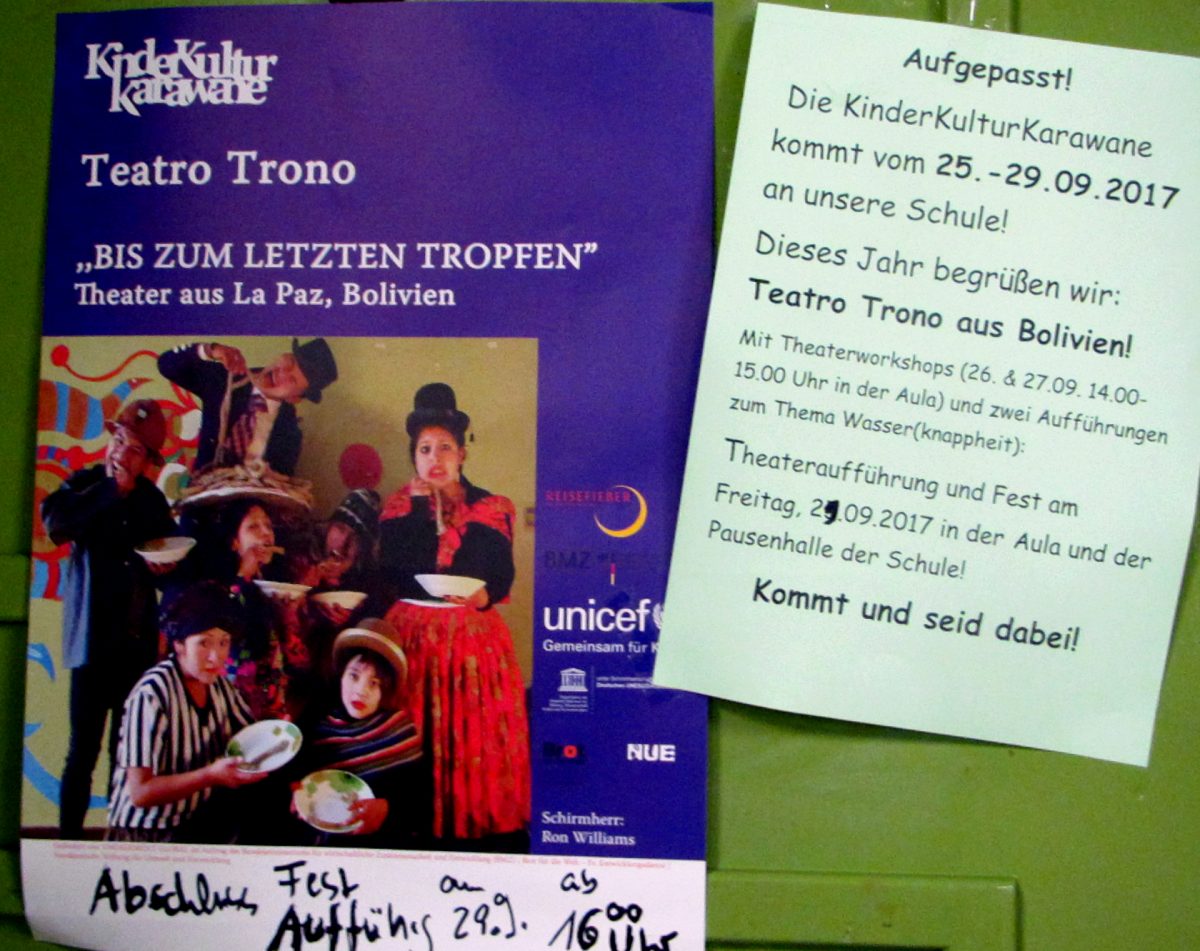 KinderKultur
karawane
Teatro Trono
„BIS ZUM LETZTEN TROPFEN”
Theater aus La Paz, Bolivien
REISEFIEBER
BMZ
unicef
Gemeinsam für K
NUE
Schirmherr:
Ron Williams
Abschluss Fest am ab
Aufführg 29.9. 16⁰⁰
Uhr
Aufgepasst!
Die KinderKulturKarawane
kommt vom 25.-29.09.2017
an unsere Schule!
Dieses Jahr begrüßen wir:
Teatro Trono aus Bolivien!
Mit Theaterworkshops (26. & 27.09. 14.00-
15.00 Uhr in der Aula) und zwei Aufführungen
zum Thema Wasser(knappheit):
Theateraufführung und Fest am
Freitag, 29.09.2017 in der Aula und der
Pausenhalle der Schule!
Kommt und seid dabei!